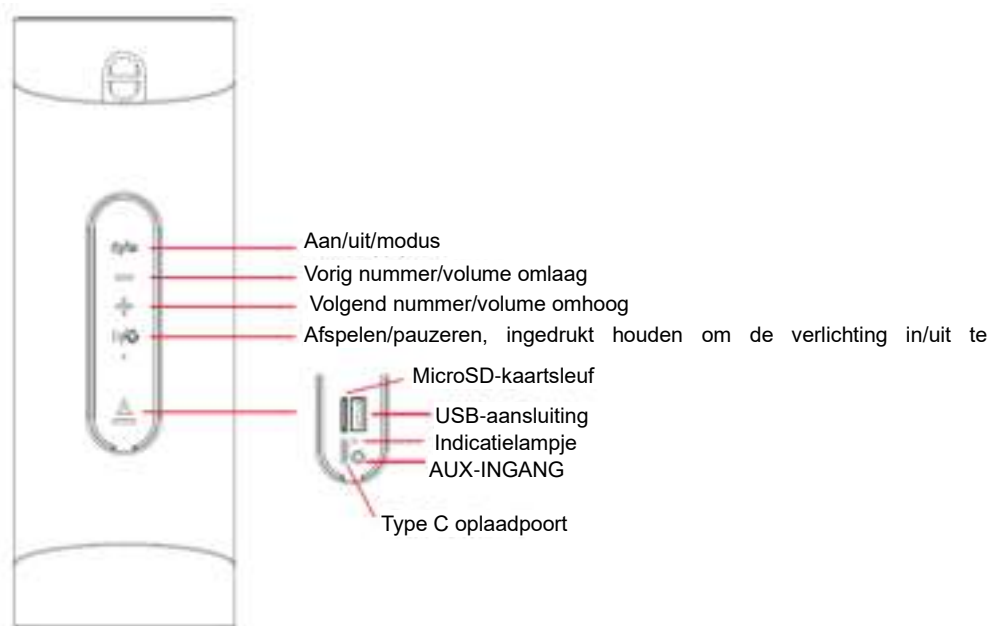 Aan/uit/modus
Vorig nummer/volume omlaag
Volgend nummer/volume omhoog
Afspelen/pauzeren, ingedrukt houden om de verlichting in/uit te
MicroSD-kaartsleuf
USB-aansluiting
Indicatielampje
AUX-INGANG
Type C oplaadpoort